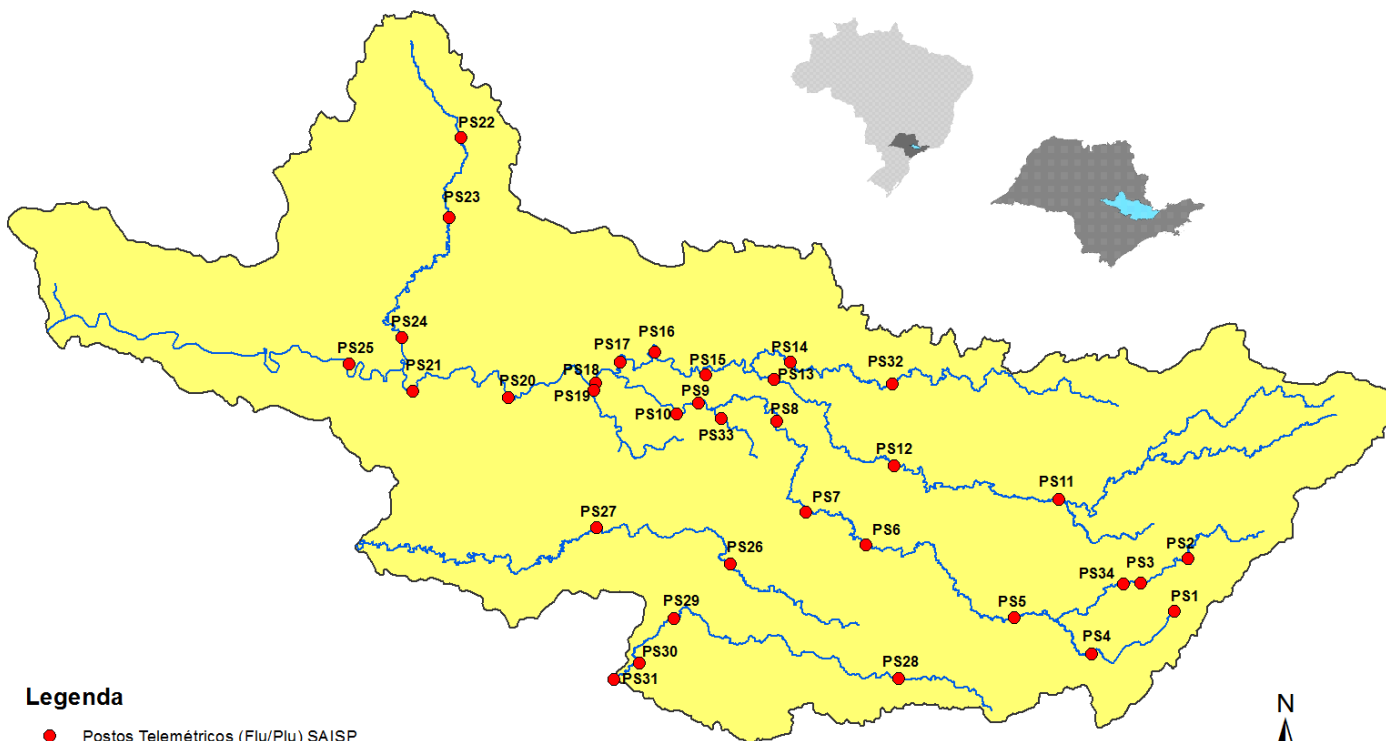 PS22
PS23
PS24
PS25
PS21
PS20
PS18
PS19
PS17
PS16
PS15
PS14
PS13
PS32
PS9
PS10
PS33
PS8
PS12
PS11
PS7
PS6
PS27
PS26
PS2
PS3
PS34
PS1
PS5
PS4
PS29
PS30
PS31
PS28
N
Legenda
Postos Telemétricos (Flu/Plu) SAISP